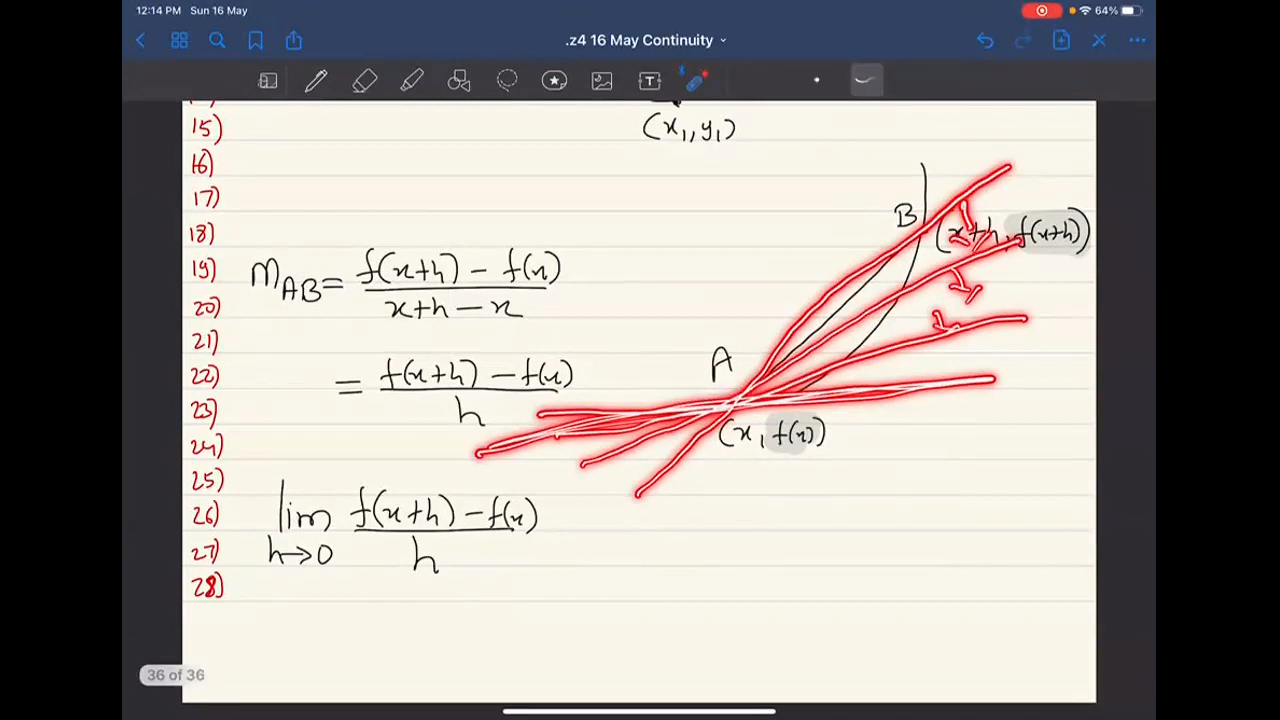 12:14 PM Sun 16 May
64%
.z4 16 May Continuity
15)
(x₁, y₁)
16)
17)
18)
B
(x+h, f(x+h))
19)
m_AB = f(x+h) – f(x) / x+h – x
20)
21)
A
22)
= f(x+h) – f(x) / h
23)
(x, f(x))
24)
25)
26)
lim h→0 f(x+h) – f(x) / h
27)
28)
36 of 36